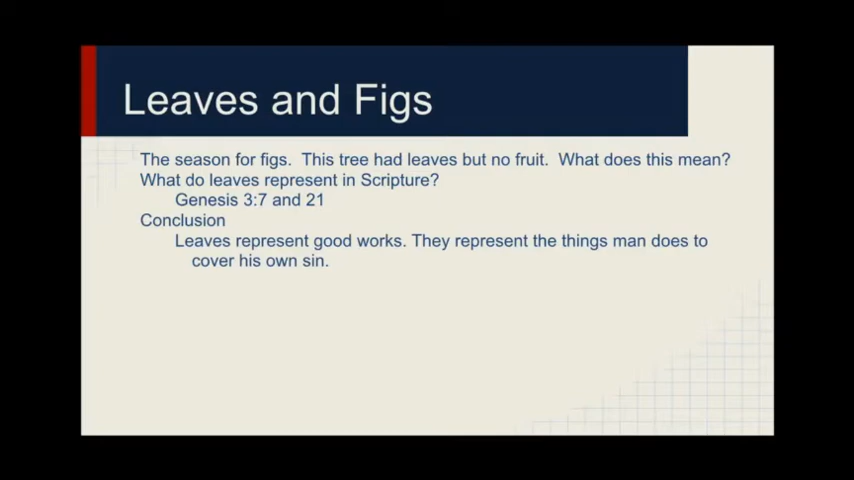 Leaves and Figs
The season for figs.  This tree had leaves but no fruit.  What does this mean?
What do leaves represent in Scripture?
Genesis 3:7 and 21
Conclusion
Leaves represent good works. They represent the things man does to
cover his own sin.